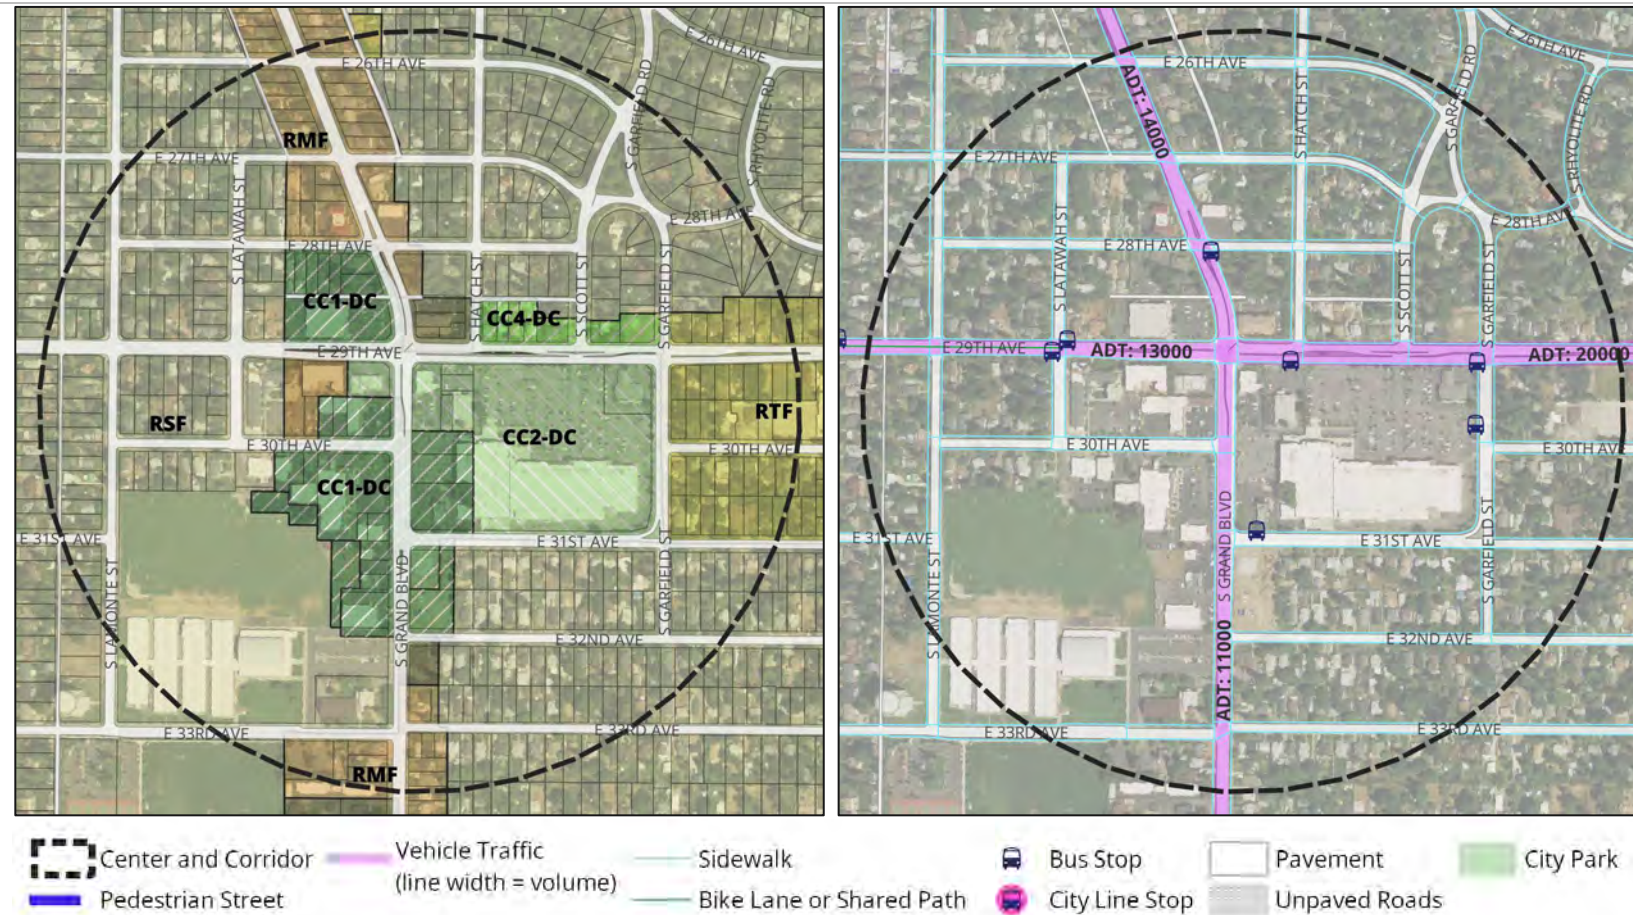 E 26TH AVE
E 26TH AVE
S GARFIELD RD
S RHYOLITE RD
RMF
E 27TH AVE
S LATAWAH ST
E 28TH AVE
E 28TH AVE
CC1-DC
S HATCH ST
CC4-DC
S SCOTT ST
S GARFIELD ST
E 29TH AVE
RSF
RTF
CC2-DC
E 30TH AVE
E 30TH AVE
CC1-DC
E 31ST AVE
E 31ST AVE
S LAMONTE ST
S GRAND BLVD
S GARFIELD ST
E 32ND AVE
E 33RD AVE
E 33RD AVE
RMF
E 26TH AVE
E 26TH AVE
ADT: 14000
S HATCH ST
S GARFIELD RD
S RHYOLITE RD
E 27TH AVE
S LATAWAH ST
E 28TH AVE
E 28TH AVE
S SCOTT ST
S GARFIELD ST
E 29TH AVE
ADT: 13000
ADT: 20000
E 30TH AVE
E 30TH AVE
S GRAND BLVD
E 31ST AVE
E 31ST AVE
S LAMONTE ST
S GARFIELD ST
ADT: 11000
E 32ND AVE
E 33RD AVE
E 33RD AVE
Center and Corridor
Pedestrian Street
Vehicle Traffic
(line width = volume)
Sidewalk
Bike Lane or Shared Path
Bus Stop
City Line Stop
Pavement
Unpaved Roads
City Park